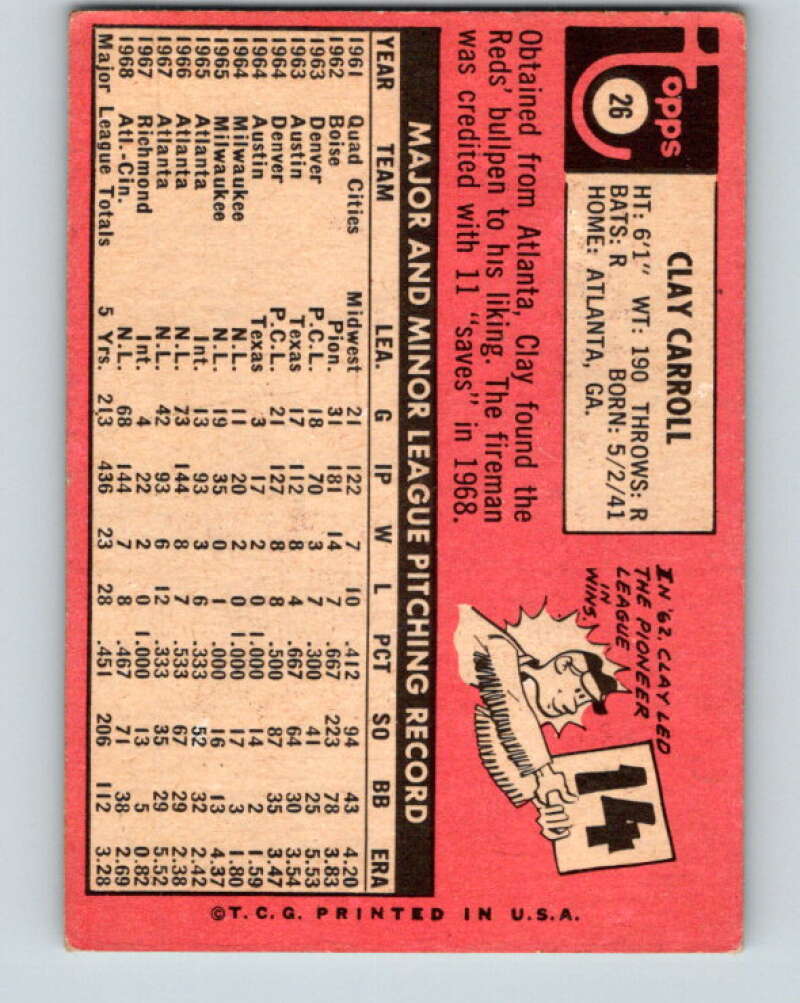 Topps
26
CLAY CARROLL
HT: 6'1" WT: 190 THROWS: R
BATS: R BORN: 5/2/41
HOME: ATLANTA, GA.
Obtained from Atlanta, Clay found the
Reds' bullpen to his liking. The fireman
was credited with 11 "saves" in 1968.
IN '62, CLAY LED
THE PIONEER
LEAGUE
IN
WINS!
14
MAJOR AND MINOR LEAGUE PITCHING RECORD
YEAR TEAM LEA. G IP W L PCT SO BB ERA
1961 Quad Cities Midwest 21 122 7 10 .412 94 43 4.20
1962 Boise Pion. 31 181 14 7 .667 223 78 3.83
1963 Denver P.C.L. 18 70 3 7 .300 41 25 5.53
1963 Austin Texas 17 112 8 4 .667 64 30 3.54
1964 Denver P.C.L. 21 127 8 8 .500 87 35 3.47
1964 Austin Texas 3 17 2 0 1.000 14 2 1.59
1964 Milwaukee N.L. 11 20 2 0 1.000 17 3 1.80
1965 Milwaukee N.L. 19 35 0 1 .000 16 13 4.37
1965 Atlanta Int. 13 93 3 6 .333 52 32 2.42
1966 Atlanta N.L. 73 144 8 7 .533 67 29 2.38
1967 Atlanta N.L. 42 93 6 12 .333 35 29 5.52
1967 Richmond Int. 4 22 2 0 1.000 13 5 0.82
1968 Atl.-Cin. N.L. 68 144 7 8 .467 71 38 2.69
Major League Totals 5 Yrs. 213 436 23 28 .451 206 112 3.28
©T.C.G. PRINTED IN U.S.A.